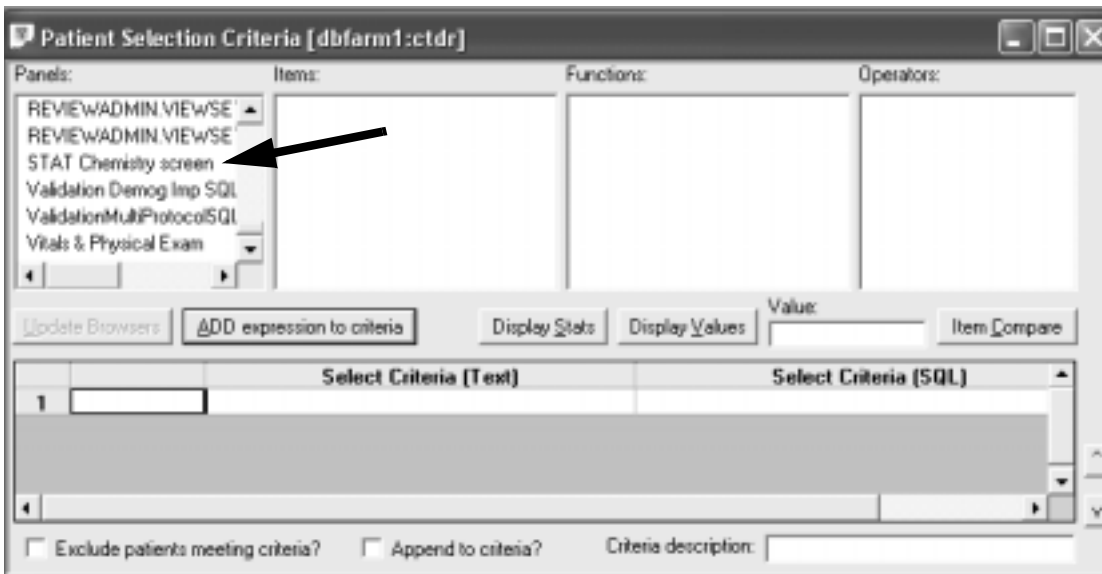 Patient Selection Criteria [dbfarm1:ctdr]
Panels: Items: Functions: Operators:
REVIEWADMIN.VIEWSE
REVIEWADMIN.VIEWSE
STAT Chemistry screen
Validation Demog Imp SQL
ValidationMultiProtocolSQL
Vitals & Physical Exam
Value:
Update Browsers ADD expression to criteria Display Stats Display Values Item Compare
Select Criteria (Text) Select Criteria (SQL)
1
Exclude patients meeting criteria? Append to criteria? Criteria description: